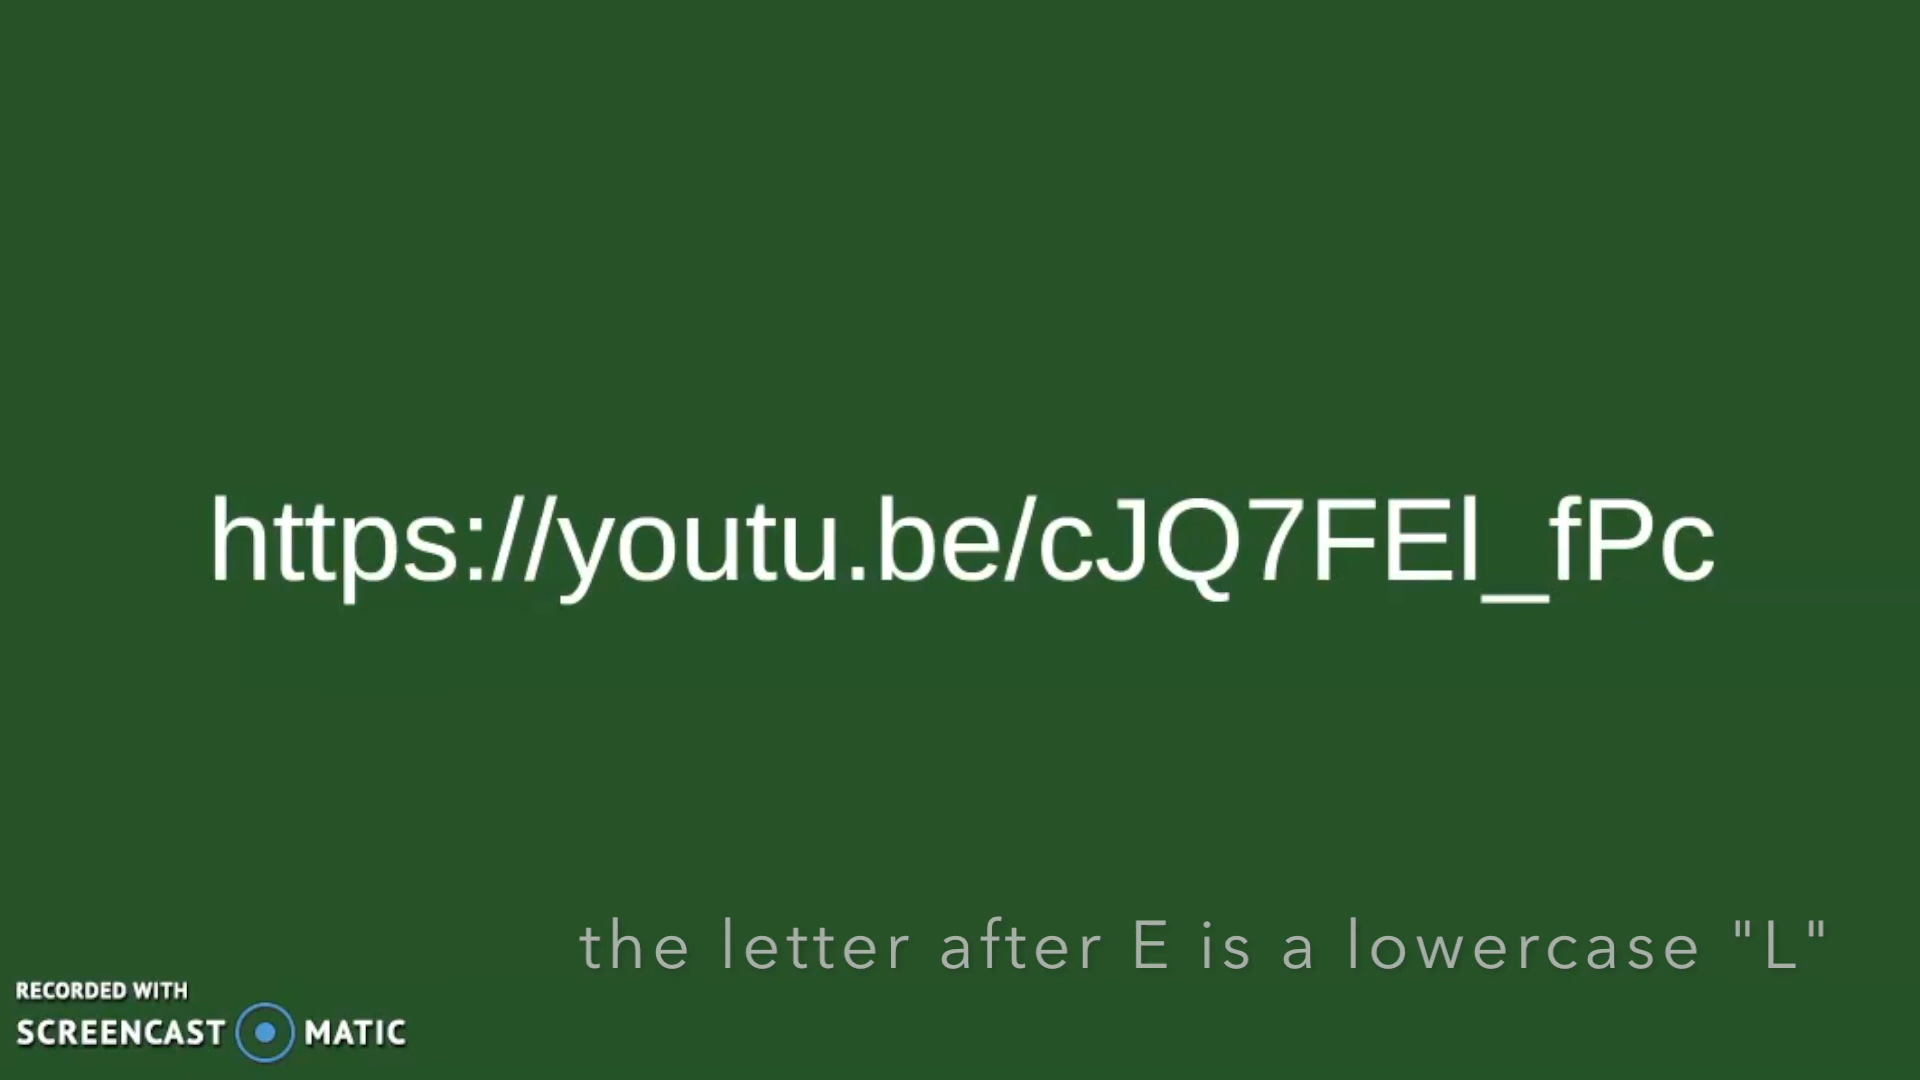 https://youtu.be/cJQ7FEl_fPc
the letter after E is a lowercase "L"
RECORDED WITH
SCREENCAST MATIC